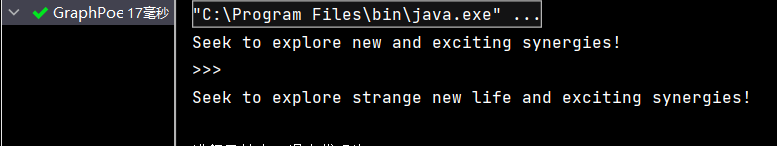 GraphPoe 17毫秒
"C:\Program Files\bin\java.exe" ...
Seek to explore new and exciting synergies!
>>>
Seek to explore strange new life and exciting synergies!